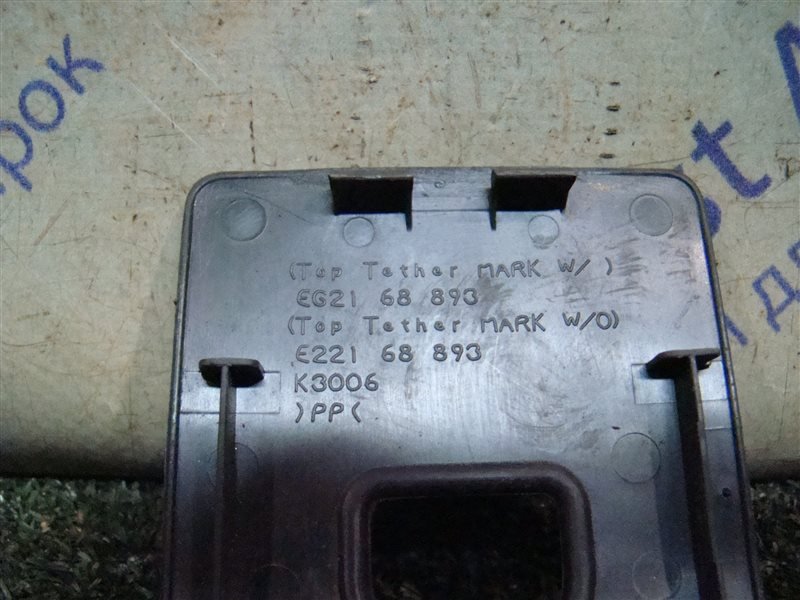 (Top Tether MARK W/ )
EG21 68 893
(Top Tether MARK W/O)
E221 68 893
K3006
)PP(